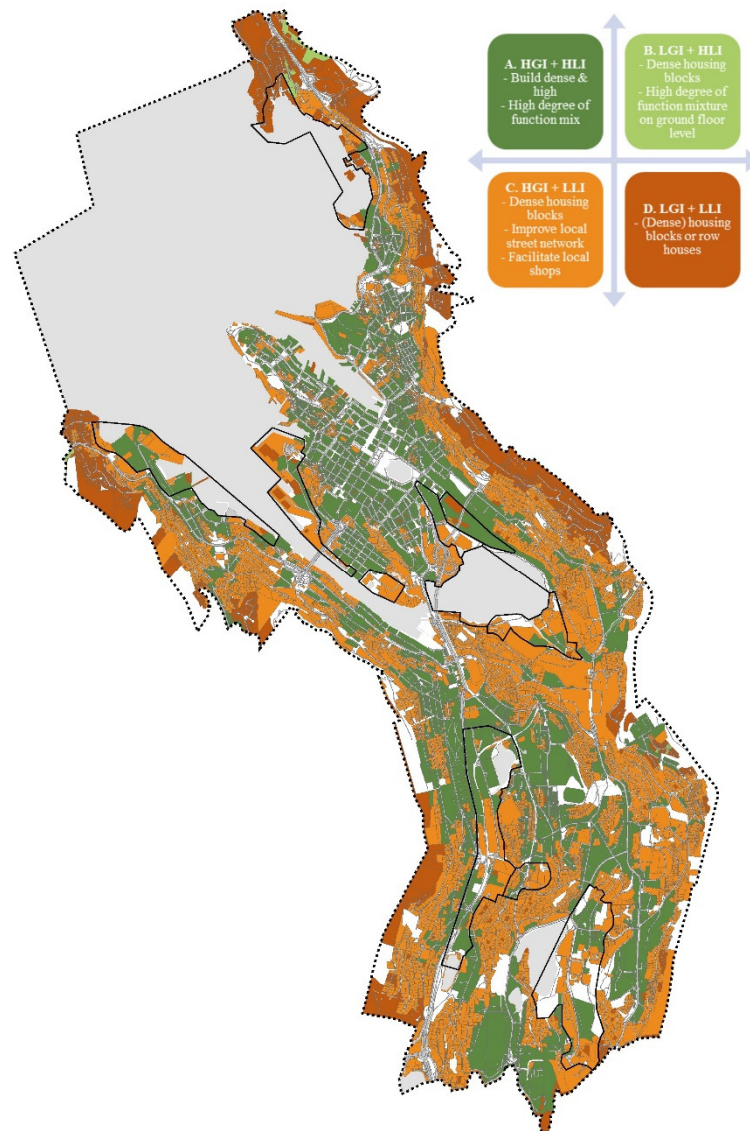 A. HGI + HLI
- Build dense &
high
- High degree of
function mix
B. LGI + HLI
- Dense housing
blocks
- High degree of
function mixture
on ground floor
level
C. HGI + LLI
- Dense housing
blocks
- Improve local
street network
- Facilitate local
shops
D. LGI + LLI
- (Dense) housing
blocks or row
houses